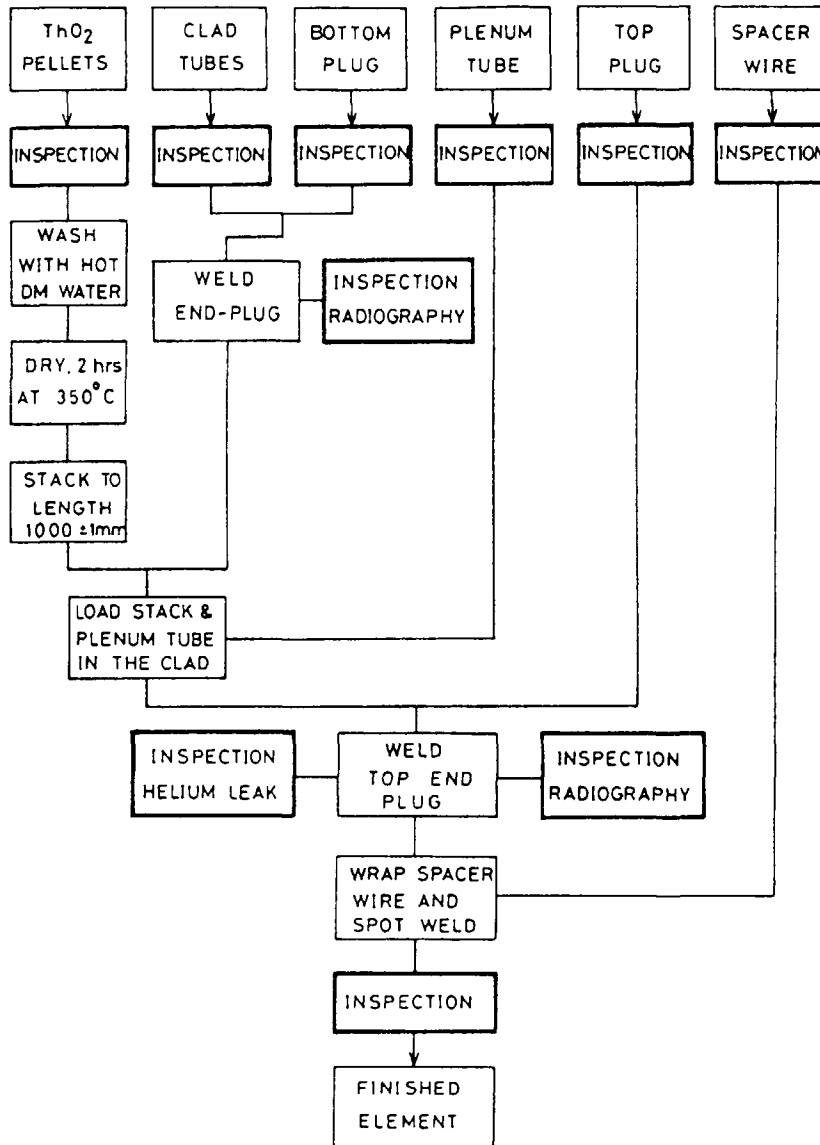 ThO2
PELLETS
CLAD
TUBES
BOTTOM
PLUG
PLENUM
TUBE
TOP
PLUG
SPACER
WIRE
INSPECTION
INSPECTION
INSPECTION
INSPECTION
INSPECTION
INSPECTION
WASH
WITH HOT
DM WATER
WELD
END-PLUG
INSPECTION
RADIOGRAPHY
DRY, 2 hrs
AT 350°C
STACK TO
LENGTH
1000 ±1mm
LOAD STACK &
PLENUM TUBE
IN THE CLAD
INSPECTION
HELIUM LEAK
WELD
TOP END
PLUG
INSPECTION
RADIOGRAPHY
WRAP SPACER
WIRE AND
SPOT WELD
INSPECTION
FINISHED
ELEMENT